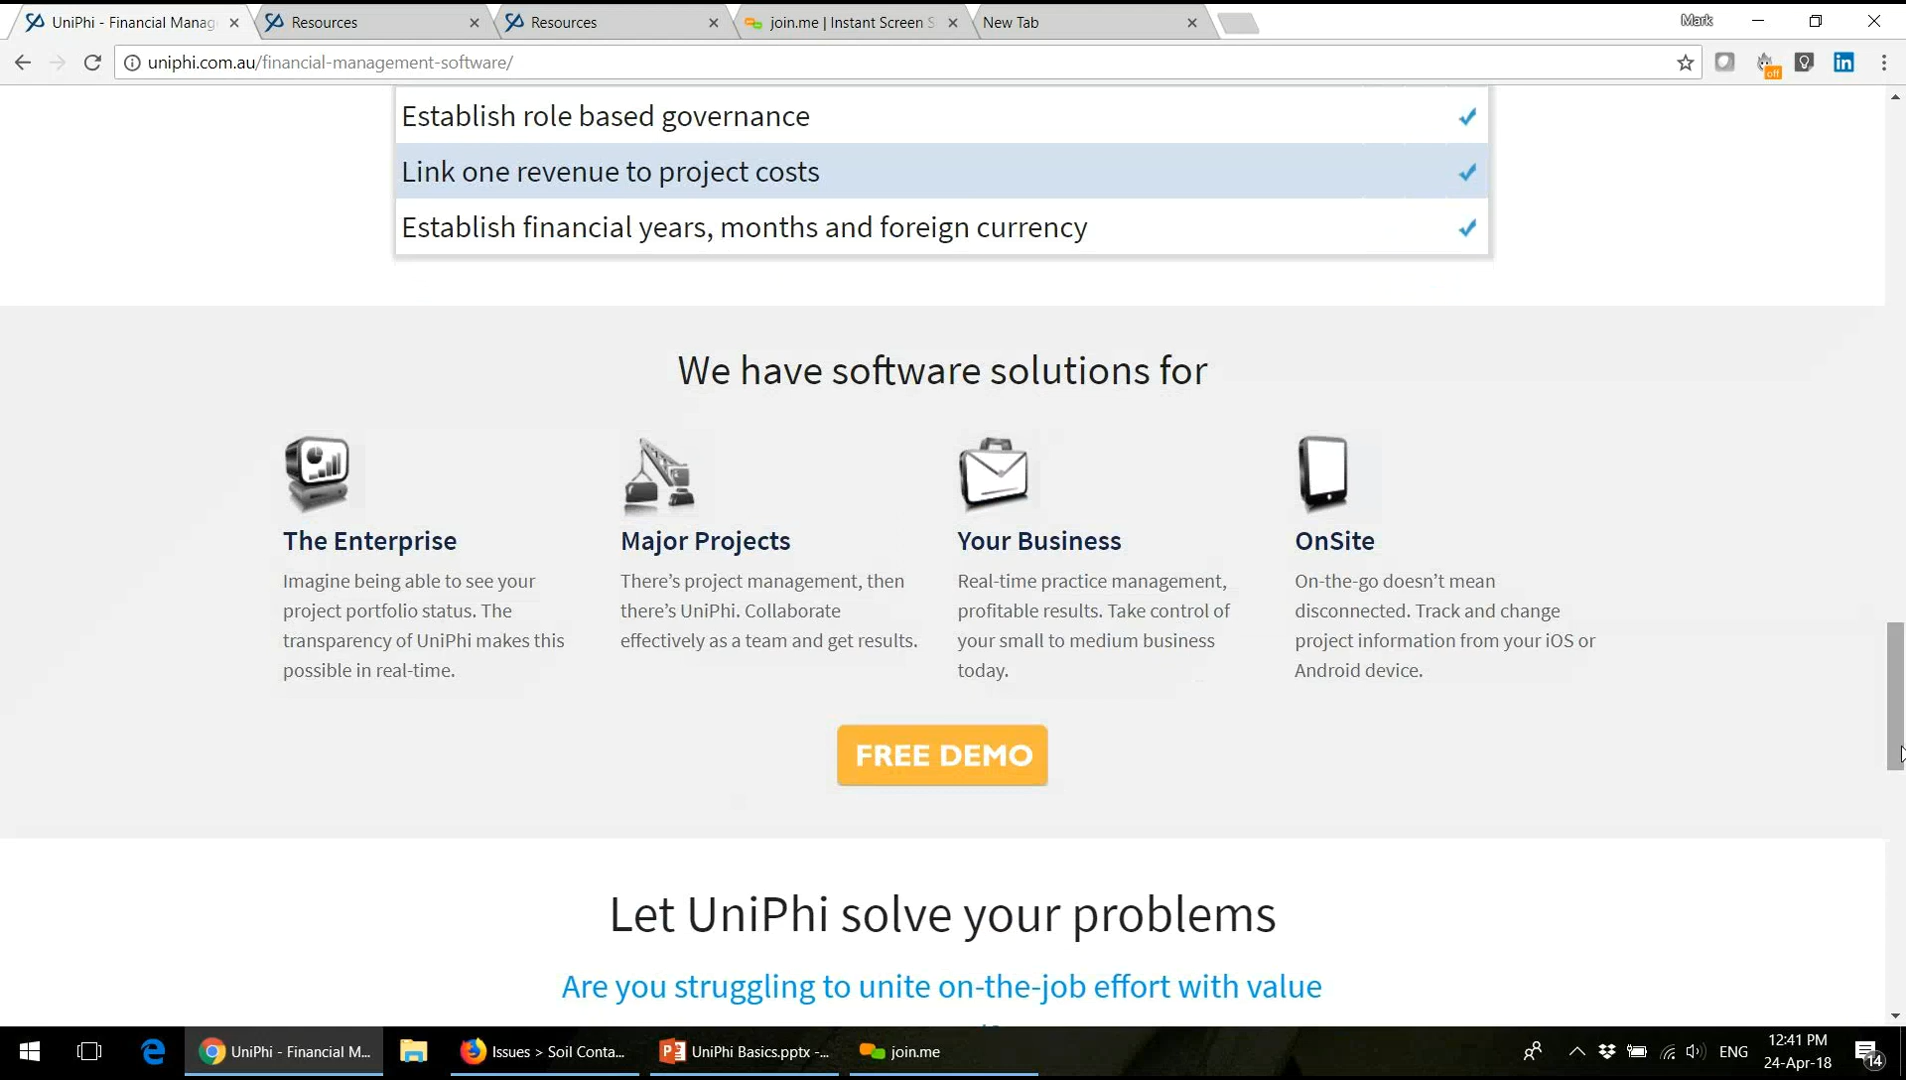 UniPhi - Financial Manag
Resources
Resources
join.me | Instant Screen S
New Tab
Mark
uniphi.com.au/financial-management-software/
off
in
Establish role based governance
Link one revenue to project costs
Establish financial years, months and foreign currency
We have software solutions for
The Enterprise
Imagine being able to see your
project portfolio status. The
transparency of UniPhi makes this
possible in real-time.
Major Projects
There's project management, then
there's UniPhi. Collaborate
effectively as a team and get results.
Your Business
Real-time practice management,
profitable results. Take control of
your small to medium business
today.
OnSite
On-the-go doesn't mean
disconnected. Track and change
project information from your iOS or
Android device.
FREE DEMO
Let UniPhi solve your problems
Are you struggling to unite on-the-job effort with value
UniPhi - Financial M...
Issues > Soil Conta...
UniPhi Basics.pptx -...
join.me
ENG
12:41 PM
24-Apr-18
14